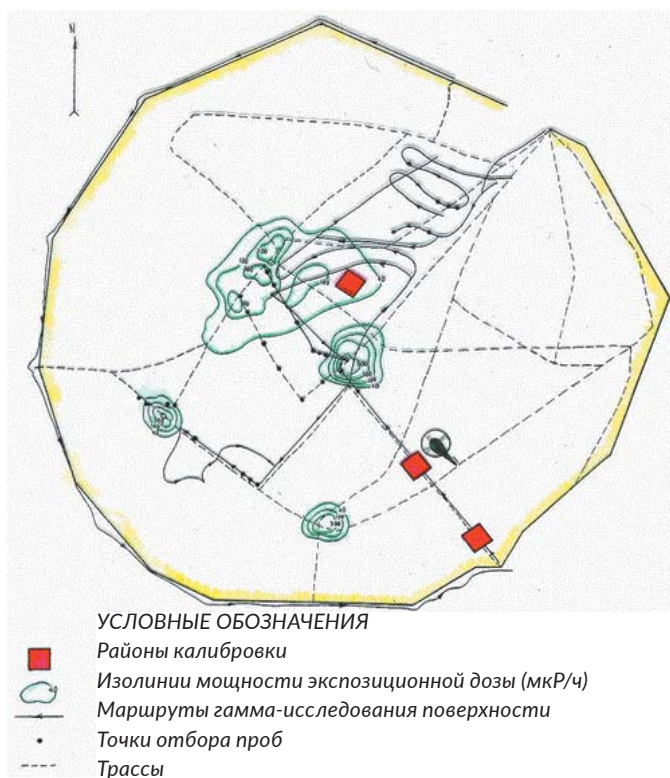 N
УСЛОВНЫЕ ОБОЗНАЧЕНИЯ
Районы калибровки
Изолинии мощности экспозиционной дозы (мкР/ч)
Маршруты гамма-исследования поверхности
Точки отбора проб
Трассы